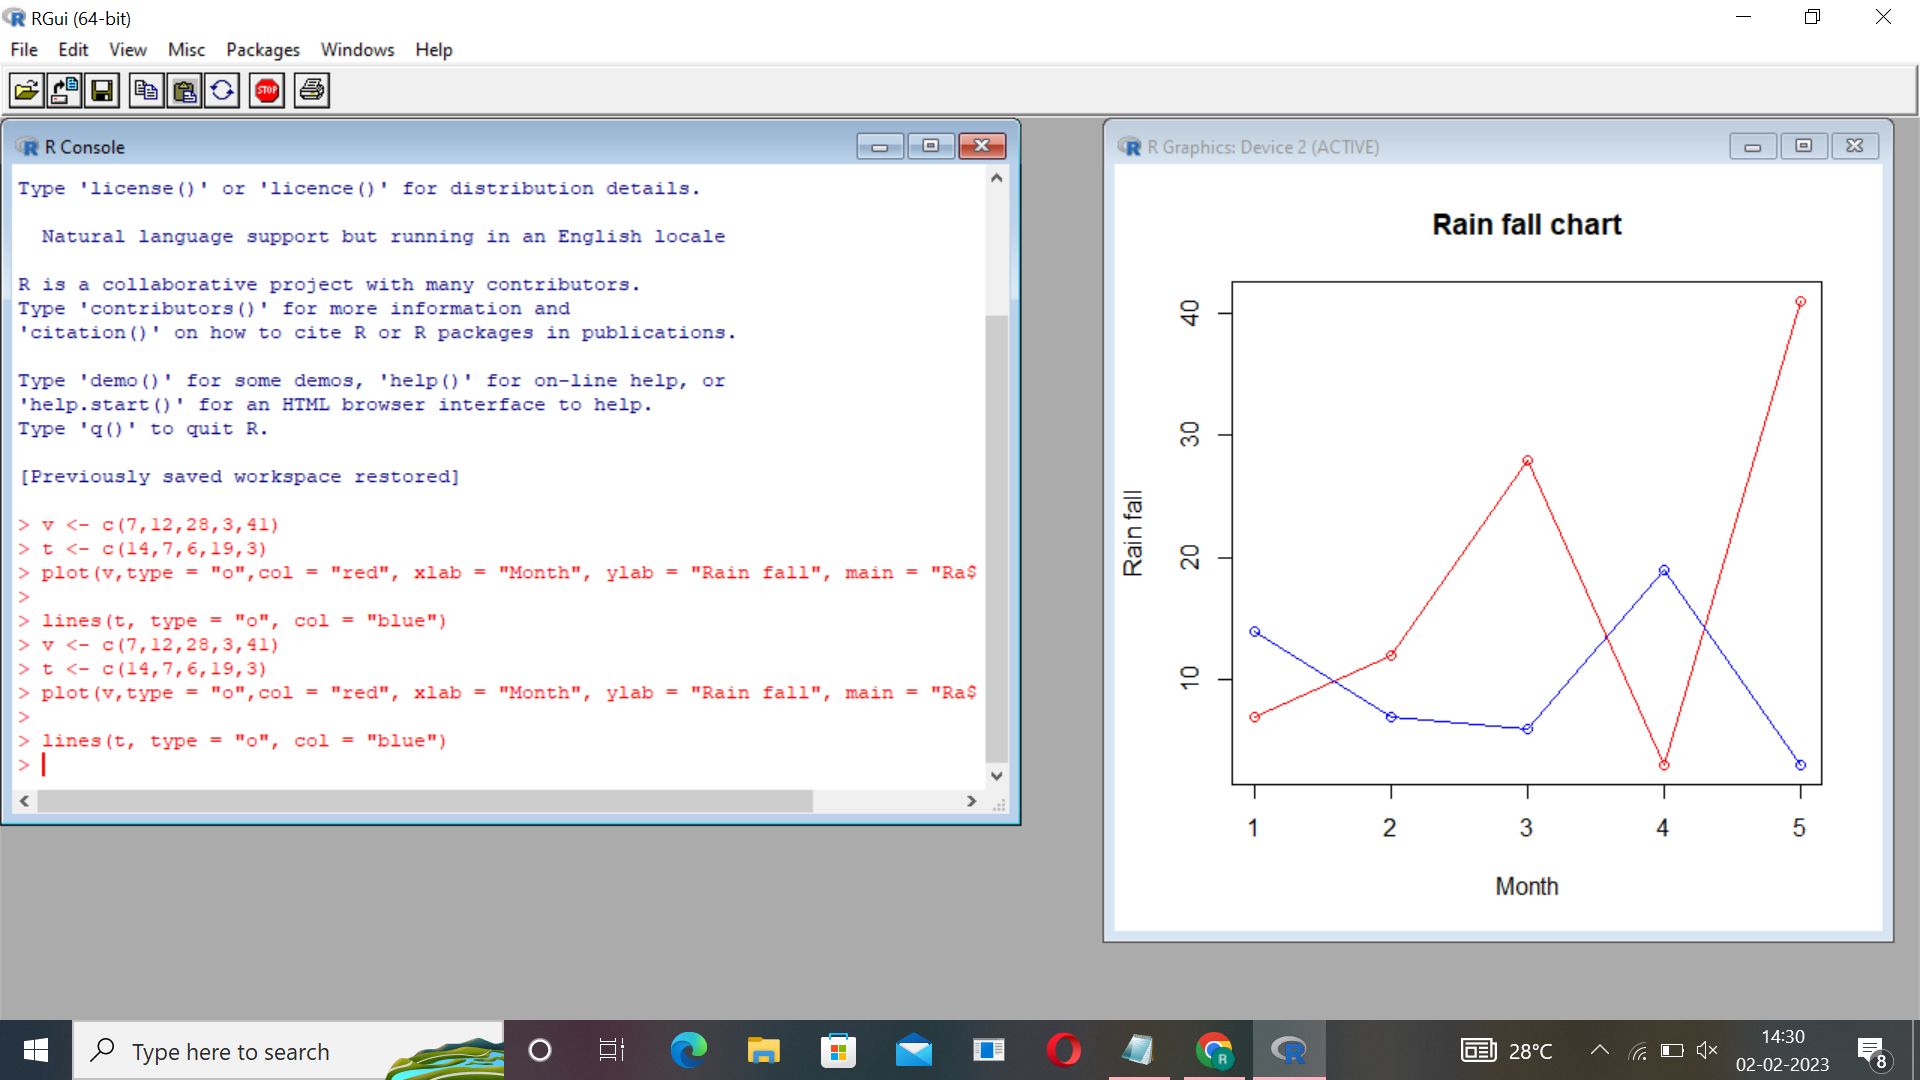 RGui (64-bit)
File Edit View Misc Packages Windows Help
STOP
R Console
Type 'license()' or 'licence()' for distribution details.
Natural language support but running in an English locale
R is a collaborative project with many contributors.
Type 'contributors()' for more information and
'citation()' on how to cite R or R packages in publications.
Type 'demo()' for some demos, 'help()' for on-line help, or
'help.start()' for an HTML browser interface to help.
Type 'q()' to quit R.
[Previously saved workspace restored]
> v <- c(7,12,28,3,41)
> t <- c(14,7,6,19,3)
> plot(v,type = "o",col = "red", xlab = "Month", ylab = "Rain fall", main = "Ra$
>
> lines(t, type = "o", col = "blue")
> v <- c(7,12,28,3,41)
> t <- c(14,7,6,19,3)
> plot(v,type = "o",col = "red", xlab = "Month", ylab = "Rain fall", main = "Ra$
>
> lines(t, type = "o", col = "blue")
>
R Graphics: Device 2 (ACTIVE)
Rain fall chart
40
30
20
10
Rain fall
1 2 3 4 5
Month
Type here to search
28°C
14:30
02-02-2023
8